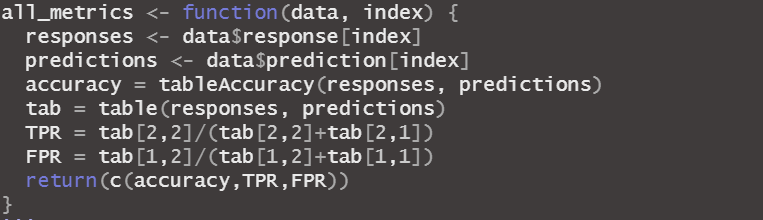 all_metrics <- function(data, index) {
  responses <- data$response[index]
  predictions <- data$prediction[index]
  accuracy = tableAccuracy(responses, predictions)
  tab = table(responses, predictions)
  TPR = tab[2,2]/(tab[2,2]+tab[2,1])
  FPR = tab[1,2]/(tab[1,2]+tab[1,1])
  return(c(accuracy,TPR,FPR))
}